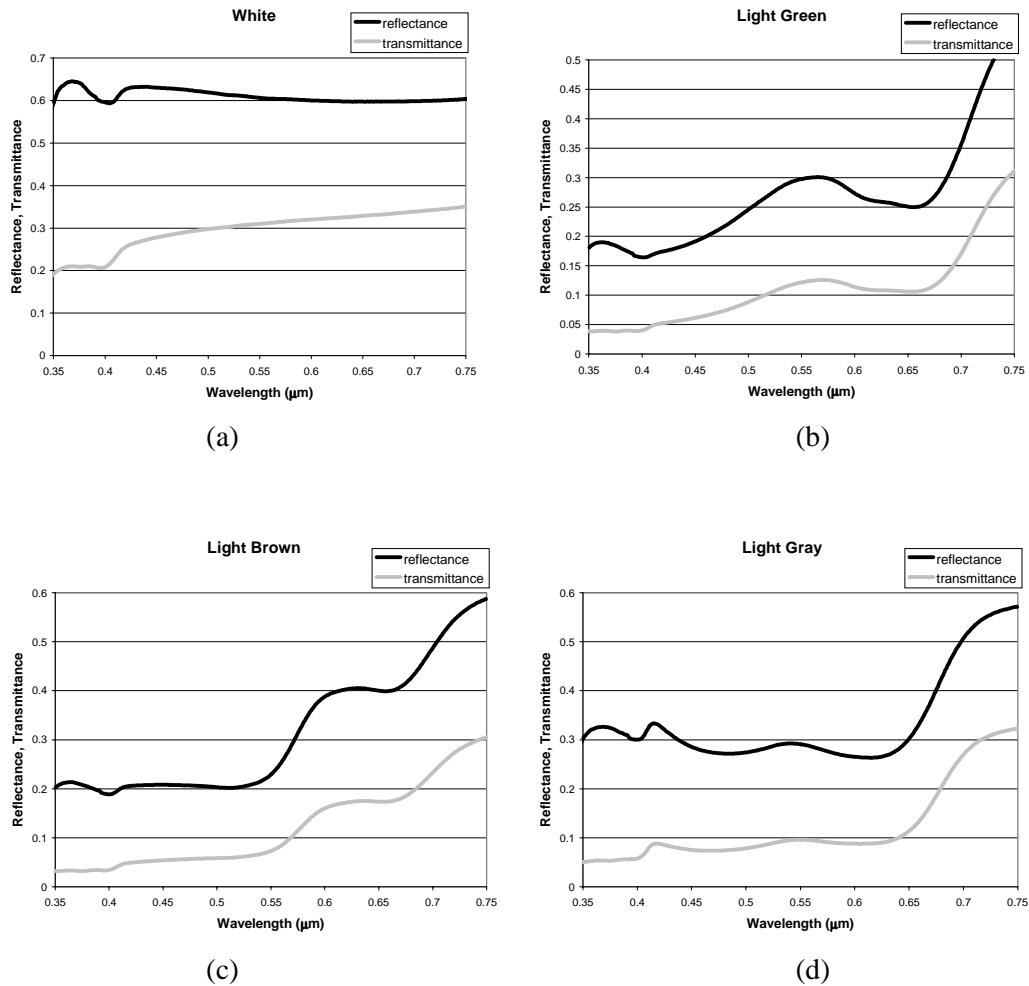 White
reflectance
transmittance
0.7
0.6
0.5
0.4
0.3
0.2
0.1
0
0.35 0.4 0.45 0.5 0.55 0.6 0.65 0.7 0.75
Reflectance, Transmittance
Wavelength (μm)
(a)
Light Green
reflectance
transmittance
0.5
0.45
0.4
0.35
0.3
0.25
0.2
0.15
0.1
0.05
0
0.35 0.4 0.45 0.5 0.55 0.6 0.65 0.7 0.75
Reflectance, Transmittance
Wavelength (μm)
(b)
Light Brown
reflectance
transmittance
0.6
0.5
0.4
0.3
0.2
0.1
0
0.35 0.4 0.45 0.5 0.55 0.6 0.65 0.7 0.75
Reflectance, Transmittance
Wavelength (μm)
(c)
Light Gray
reflectance
transmittance
0.6
0.5
0.4
0.3
0.2
0.1
0
0.35 0.4 0.45 0.5 0.55 0.6 0.65 0.7 0.75
Reflectance, Transmittance
Wavelength (μm)
(d)